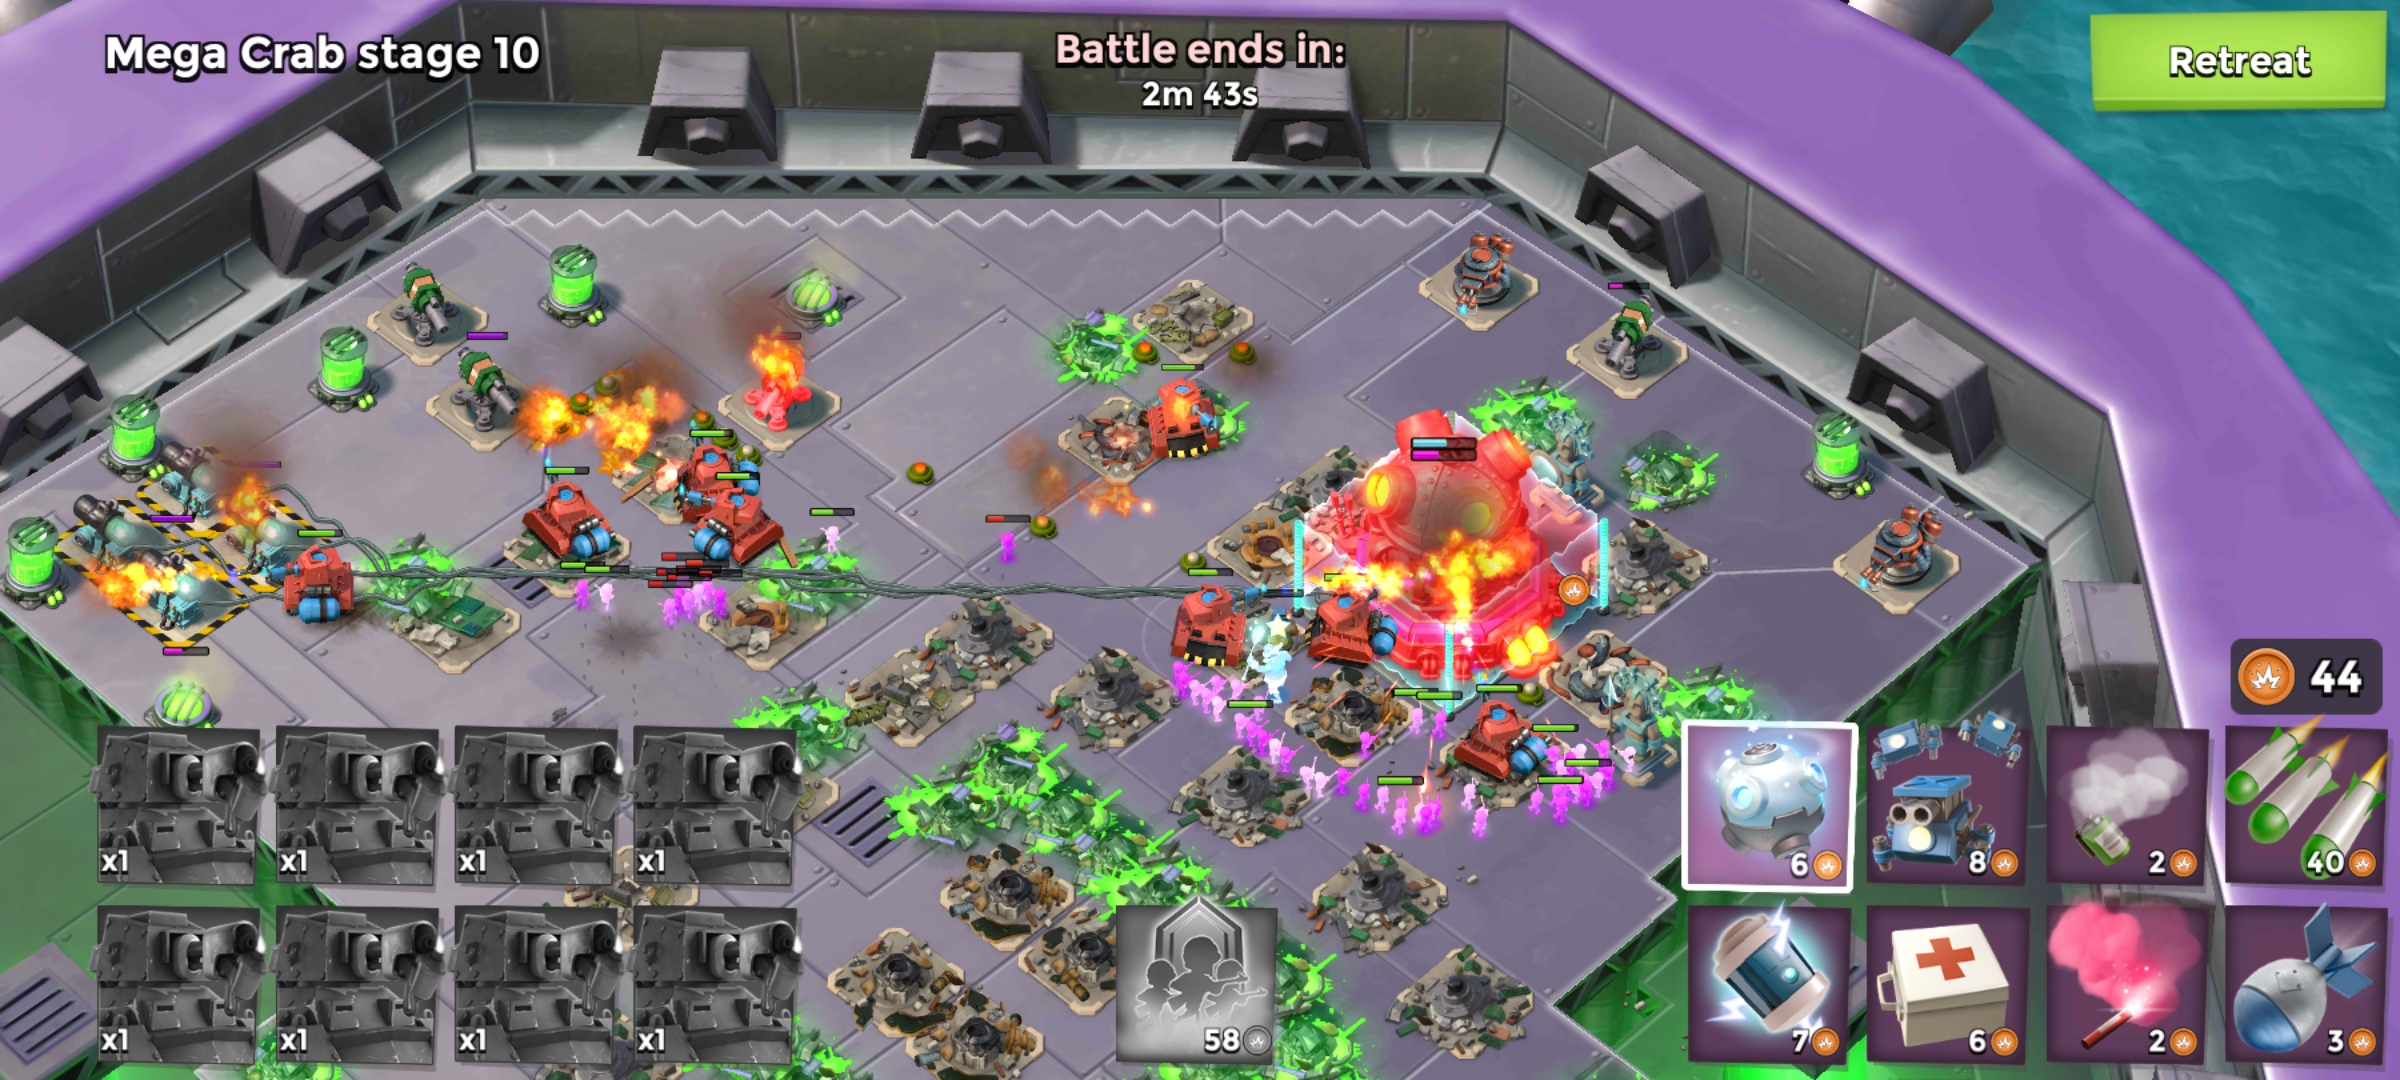 Mega Crab stage 10
Battle ends in:
2m 43s
Retreat
44
x1
x1
x1
x1
6
8
2
40
x1
x1
x1
x1
58
7
6
2
3